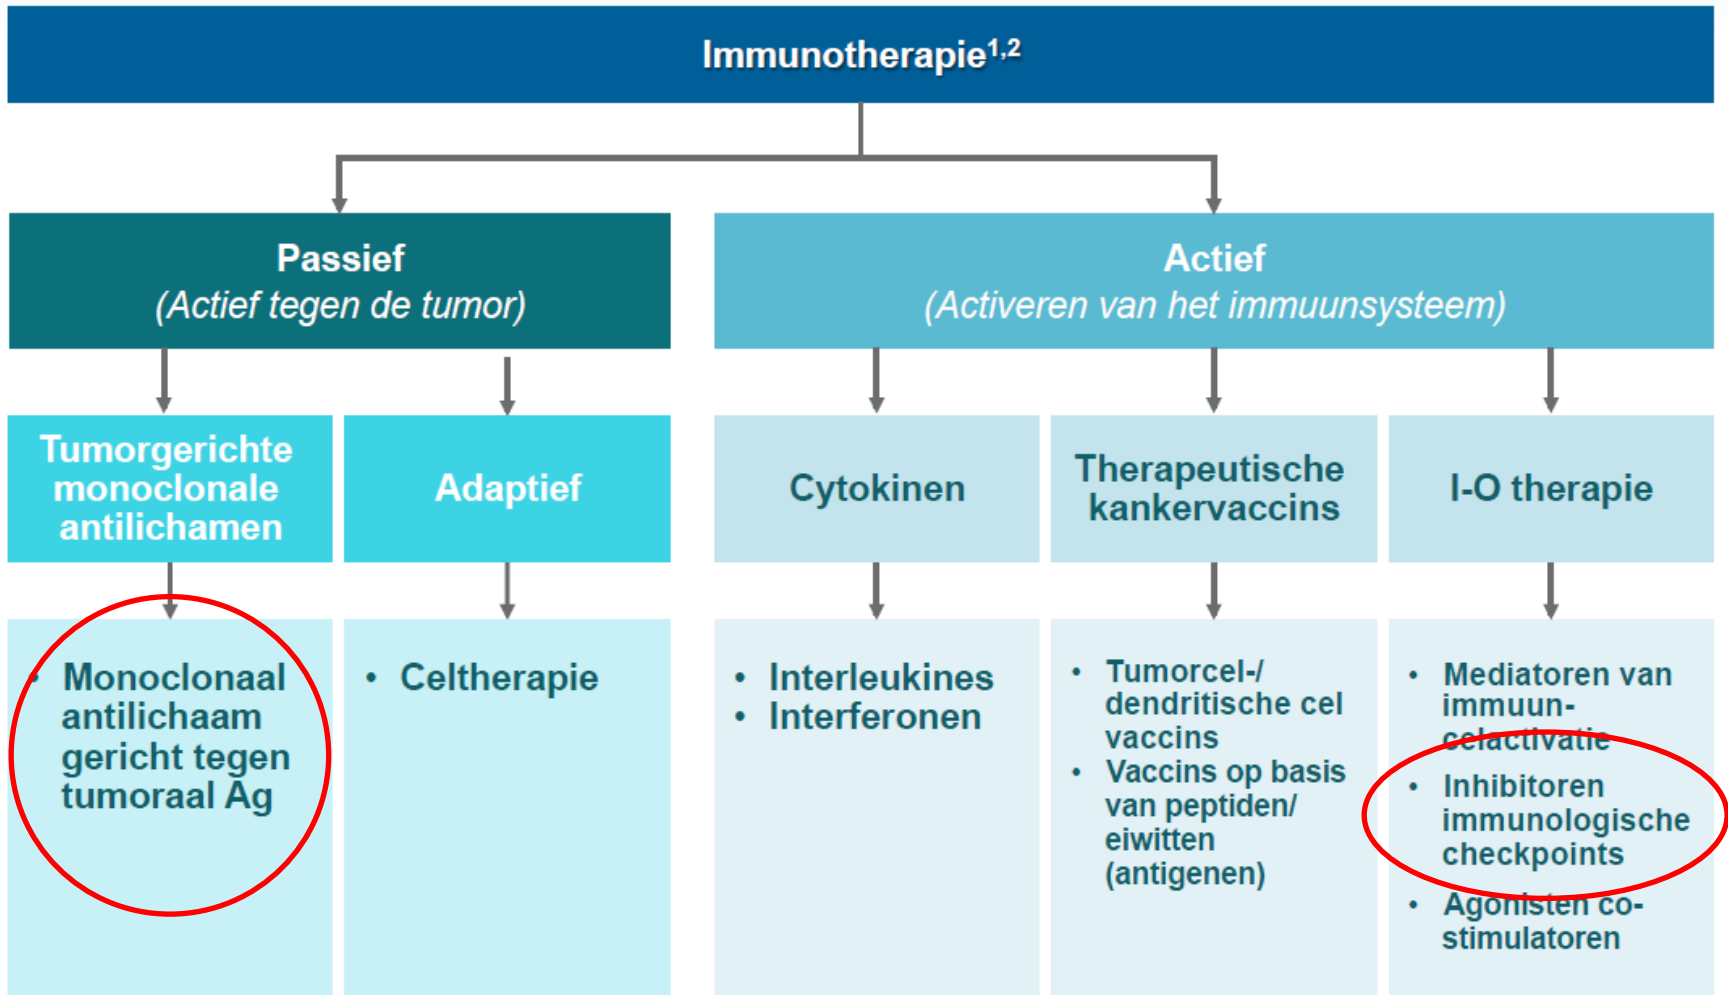 Immunotherapie1,2
Passief
(Actief tegen de tumor)
Actief
(Activeren van het immuunsysteem)
Tumorgerichte
monoclonale
antilichamen
Adaptief
Cytokinen
Therapeutische
kankervaccins
I-O therapie
• Monoclonaal
antilichaam
gericht tegen
tumoraal Ag
• Celtherapie
• Interleukines
• Interferonen
• Tumorcel-/
dendritische cel
vaccins
• Vaccins op basis
van peptiden/
eiwitten
(antigenen)
• Mediatoren van
immuun-
celactivatie
• Inhibitoren
immunologische
checkpoints
• Agonisten co-
stimulatoren